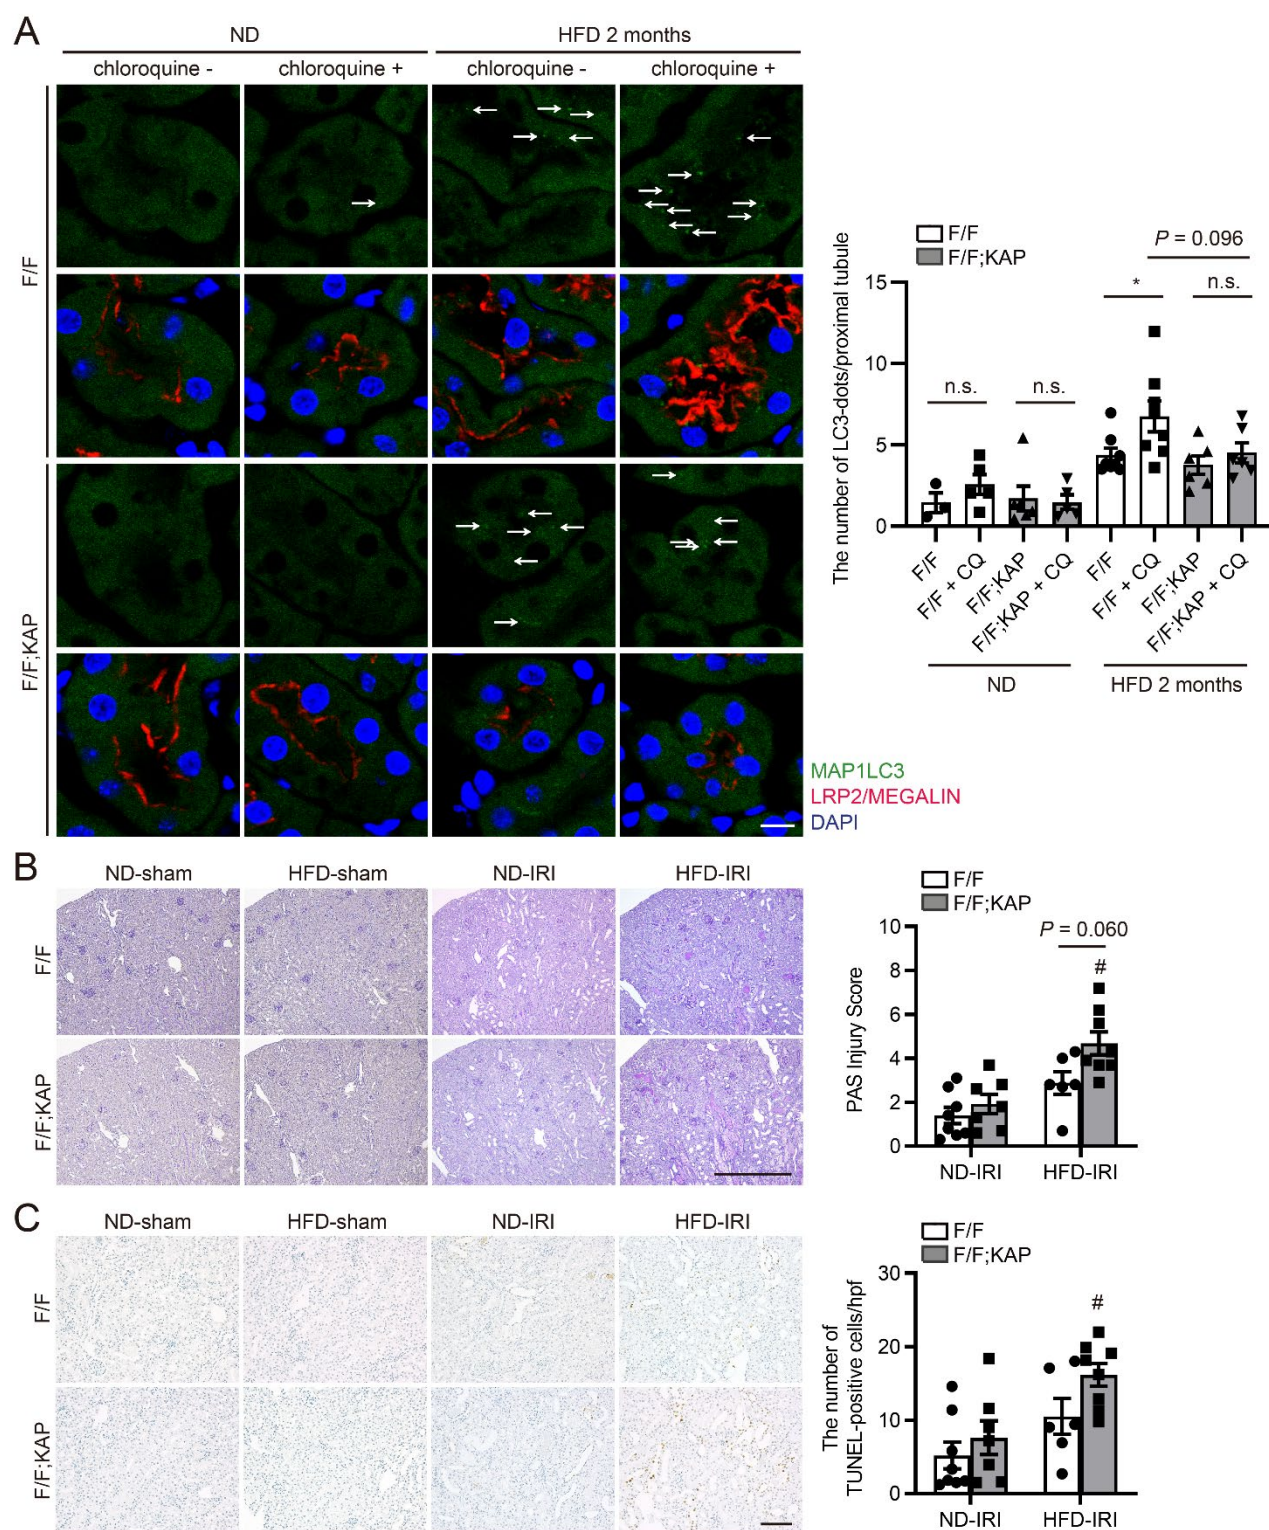 A
ND
HFD 2 months
chloroquine -
chloroquine +
chloroquine -
chloroquine +
F/F
F/F;KAP
MAP1LC3
LRP2/MEGALIN
DAPI
F/F
F/F;KAP
P = 0.096
*
n.s.
n.s.
n.s.
The number of LC3-dots/proximal tubule
15
10
5
0
F/F
F/F + CQ
F/F;KAP
F/F;KAP + CQ
F/F
F/F + CQ
F/F;KAP
F/F;KAP + CQ
ND
HFD 2 months
B
ND-sham
HFD-sham
ND-IRI
HFD-IRI
F/F
F/F;KAP
F/F
F/F;KAP
P = 0.060
#
PAS Injury Score
10
8
6
4
2
0
ND-IRI
HFD-IRI
C
ND-sham
HFD-sham
ND-IRI
HFD-IRI
F/F
F/F;KAP
F/F
F/F;KAP
#
The number of
TUNEL-positive cells/hpf
30
20
10
0
ND-IRI
HFD-IRI